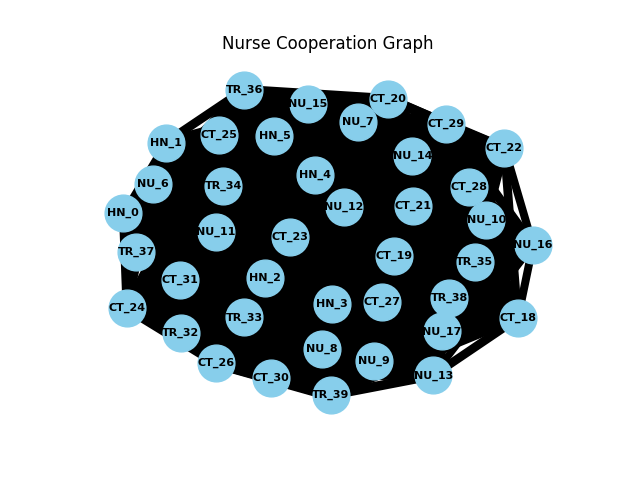 Nurse Cooperation Graph
TR_36
CT_20
NU_15
NU_7
CT_29
CT_25
HN_5
HN_1
CT_22
NU_14
HN_4
NU_6
TR_34
CT_28
NU_12
CT_21
HN_0
NU_10
NU_11
CT_23
NU_16
TR_37
CT_19
TR_35
HN_2
CT_31
TR_38
CT_27
HN_3
CT_24
TR_33
CT_18
TR_32
NU_17
NU_8
NU_9
CT_26
NU_13
CT_30
TR_39